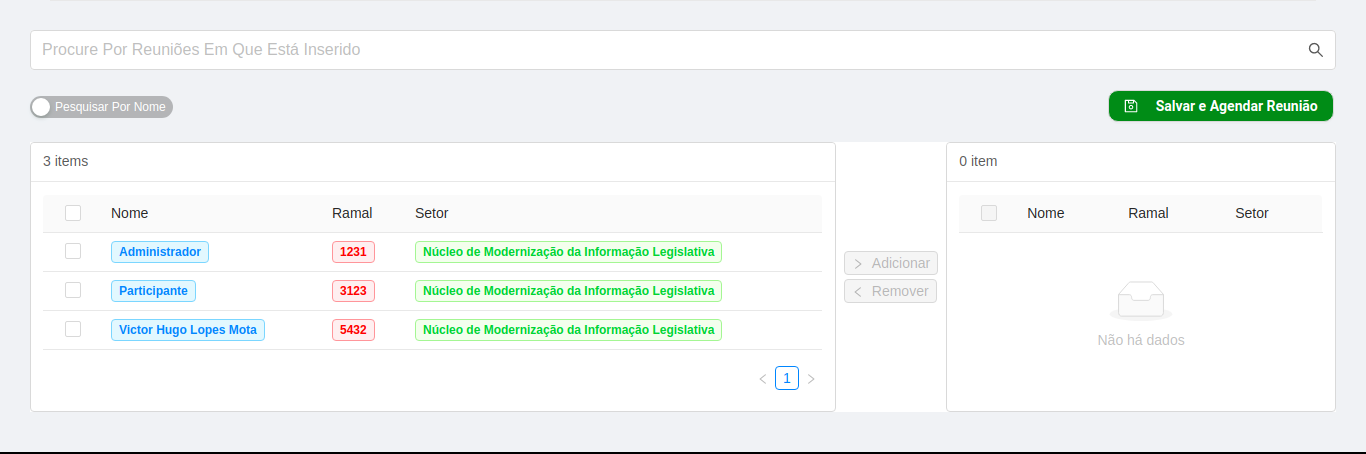 Procure Por Reuniões Em Que Está Inserido
Pesquisar Por Nome
Salvar e Agendar Reunião
3 items
Nome Ramal Setor
Administrador 1231 Núcleo de Modernização da Informação Legislativa
Participante 3123 Núcleo de Modernização da Informação Legislativa
Victor Hugo Lopes Mota 5432 Núcleo de Modernização da Informação Legislativa
1
Adicionar
Remover
0 item
Nome Ramal Setor
Não há dados